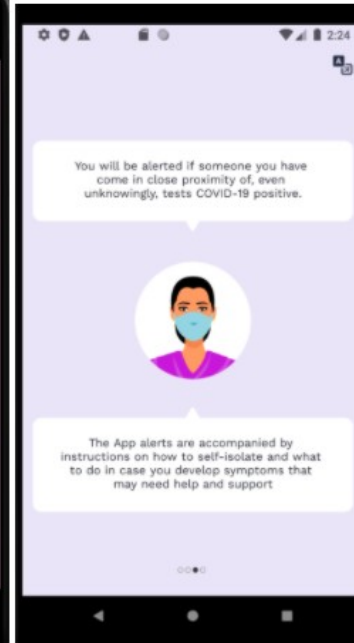 2:24
You will be alerted if someone you have
come in close proximity of, even
unknowingly, tests COVID-19 positive.
The App alerts are accompanied by
instructions on how to self-isolate and what
to do in case you develop symptoms that
may need help and support